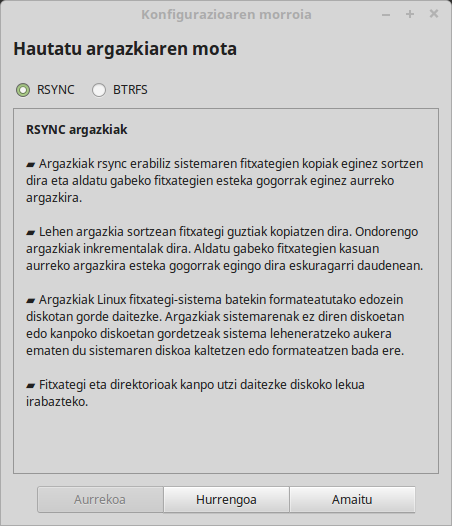 Konfigurazioaren morroia
Hautatu argazkiaren mota
RSYNC BTRFS
RSYNC argazkiak
▰ Argazkiak rsync erabiliz sistemaren fitxategien kopiak eginez sortzen
dira eta aldatu gabeko fitxategien esteka gogorrak eginez aurreko
argazkira.
▰ Lehen argazkia sortzean fitxategi guztiak kopiatzen dira. Ondorengo
argazkiak inkrementalak dira. Aldatu gabeko fitxategien kasuan
aurreko argazkira esteka gogorrak egingo dira eskuragarri daudenean.
▰ Argazkiak Linux fitxategi-sistema batekin formateatutako edozein
diskotan gorde daitezke. Argazkiak sistemarenak ez diren diskoetan
edo kanpoko diskoetan gordetzeak sistema leheneratzeko aukera
ematen du sistemaren diskoa kaltetzen edo formateatzen bada ere.
▰ Fitxategi eta direktorioak kanpo utzi daitezke diskoko lekua
irabazteko.
Aurrekoa Hurrengoa Amaitu